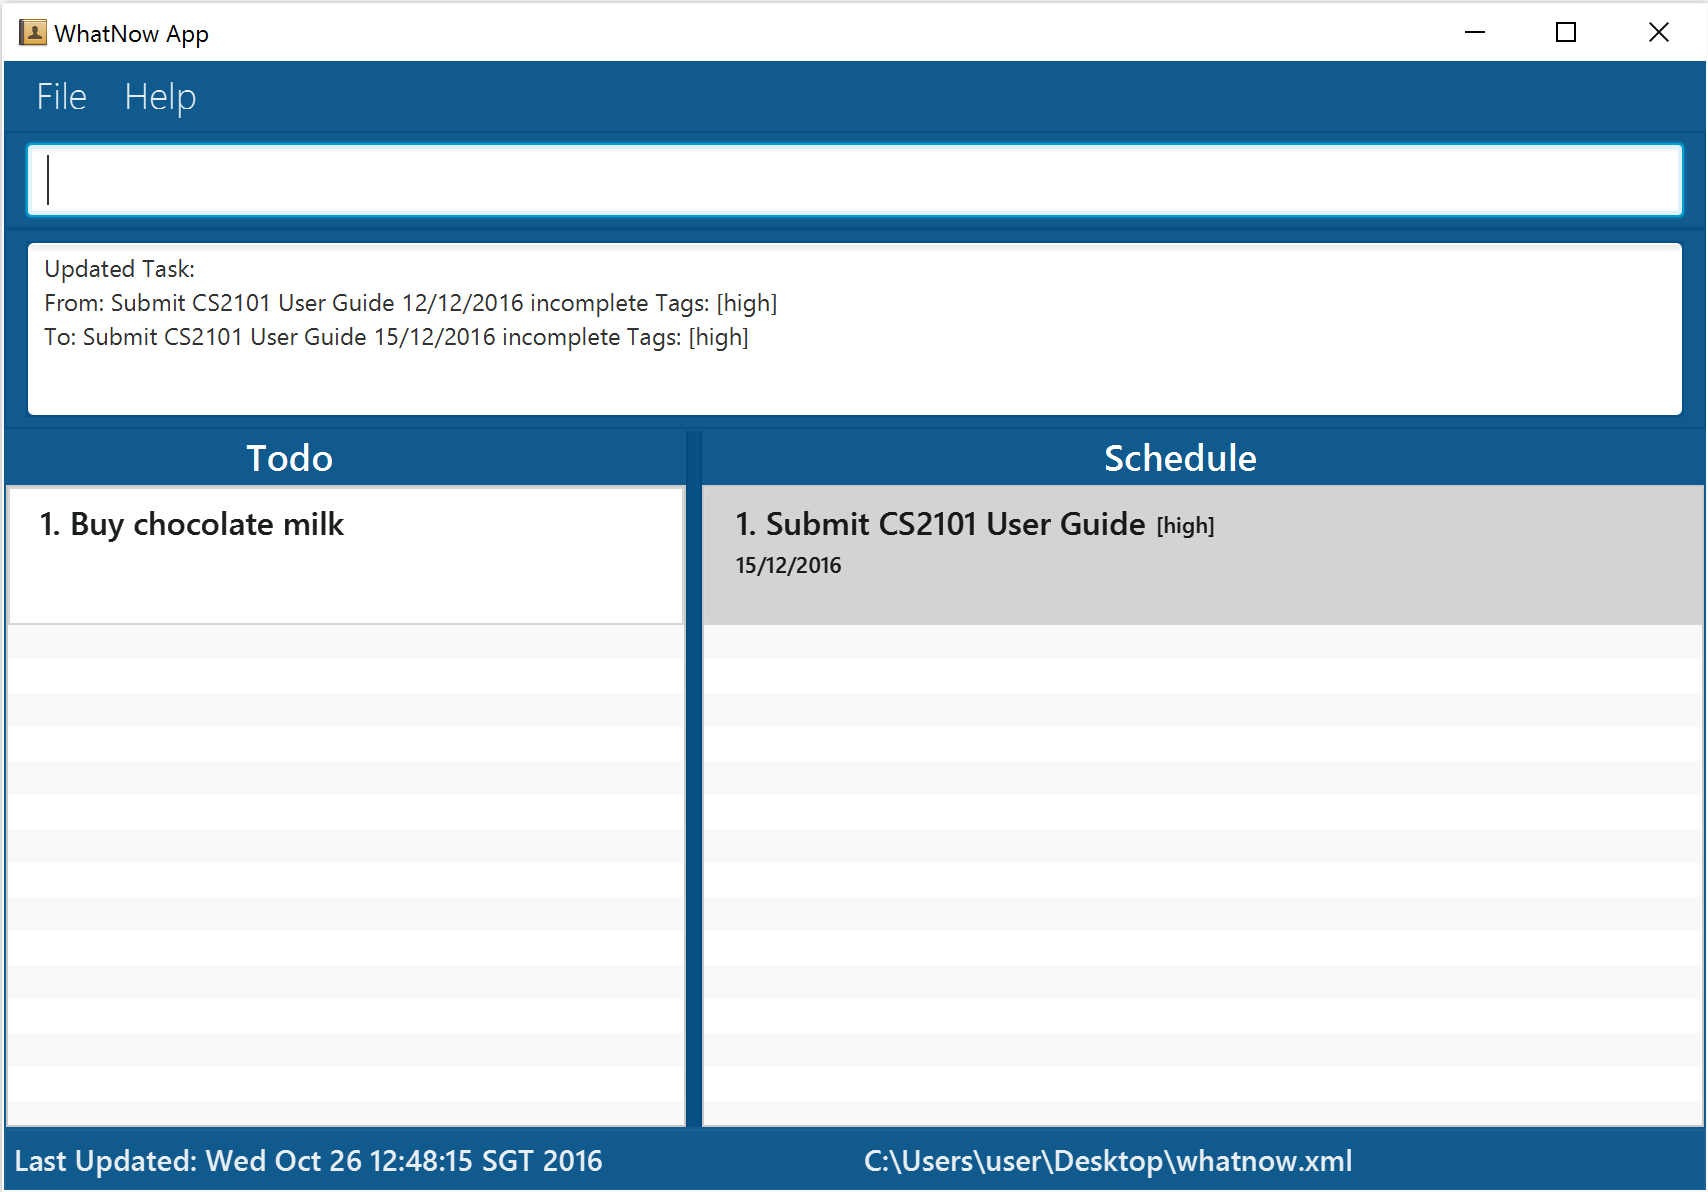 WhatNow App
File Help
Updated Task:
From: Submit CS2101 User Guide 12/12/2016 incomplete Tags: [high]
To: Submit CS2101 User Guide 15/12/2016 incomplete Tags: [high]
Todo
1. Buy chocolate milk
Schedule
1. Submit CS2101 User Guide [high]
15/12/2016
Last Updated: Wed Oct 26 12:48:15 SGT 2016
C:\Users\user\Desktop\whatnow.xml